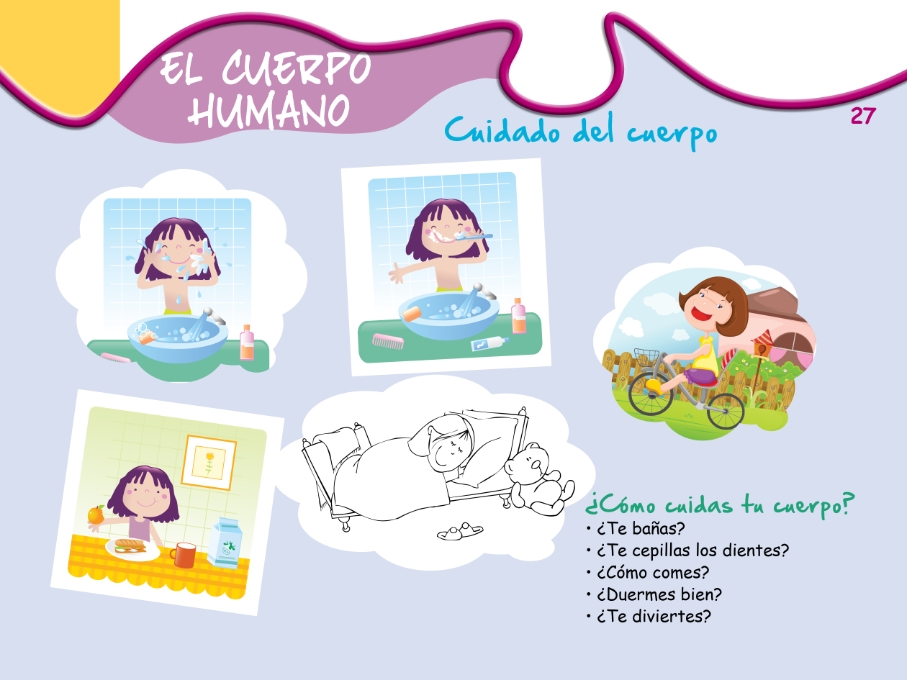 EL CUERPO
HUMANO
Cuidado del cuerpo
27
¿Cómo cuidas tu cuerpo?
• ¿Te bañas?
• ¿Te cepillas los dientes?
• ¿Cómo comes?
• ¿Duermes bien?
• ¿Te diviertes?